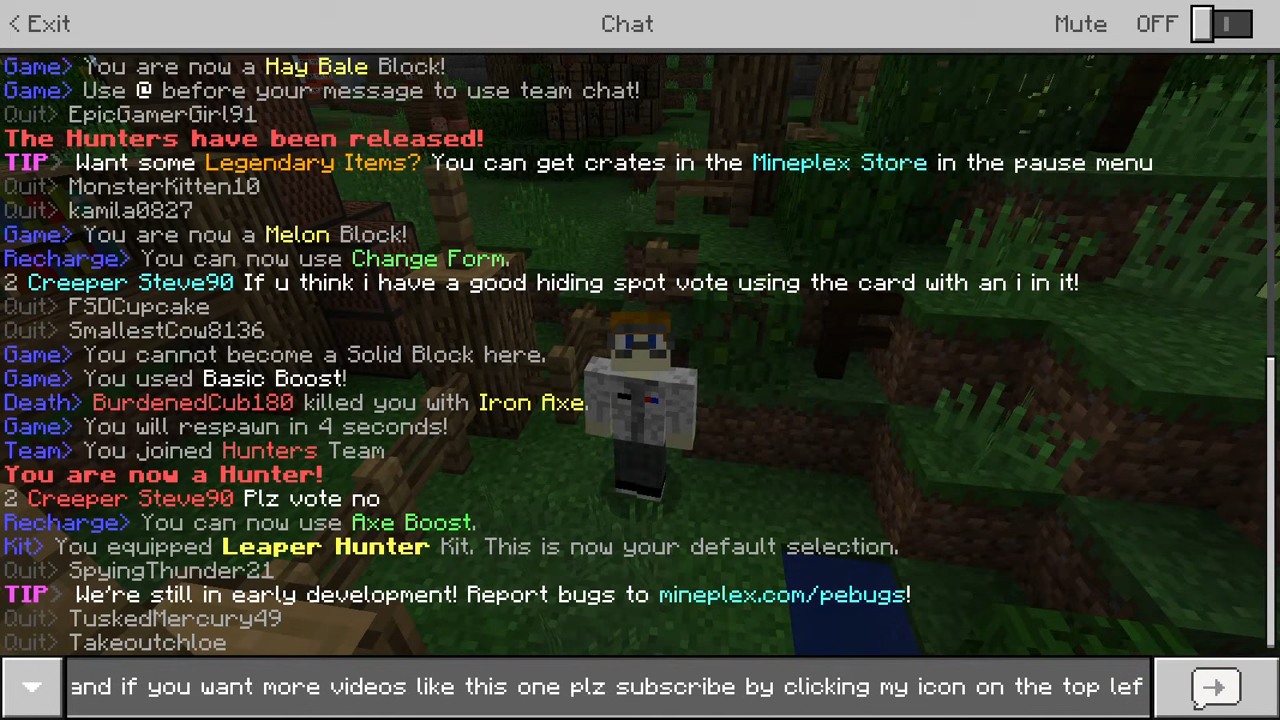 < Exit
Chat
Mute OFF
Game> You are now a Hay Bale Block!
Game> Use @ before your message to use team chat!
Quit> EpicGamerGirl91
The Hunters have been released!
TIP> Want some Legendary Items? You can get crates in the Mineplex Store in the pause menu
Quit> MonsterKitten10
Quit> kamila0827
Game> You are now a Melon Block!
Recharge> You can now use Change Form.
2 Creeper Steve90 If u think i have a good hiding spot vote using the card with an i in it!
Quit> FSDCupcake
Quit> SmallestCow8136
Game> You cannot become a Solid Block here.
Game> You used Basic Boost!
Death> BurdenedCub180 killed you with Iron Axe.
Game> You will respawn in 4 seconds!
Team> You joined Hunters Team
You are now a Hunter!
2 Creeper Steve90 Plz vote no
Recharge> You can now use Axe Boost.
Kit> You equipped Leaper Hunter Kit. This is now your default selection.
Quit> SpyingThunder21
TIP> We're still in early development! Report bugs to mineplex.com/pebugs!
Quit> TuskedMercury49
Quit> Takeoutchloe
and if you want more videos like this one plz subscribe by clicking my icon on the top lef